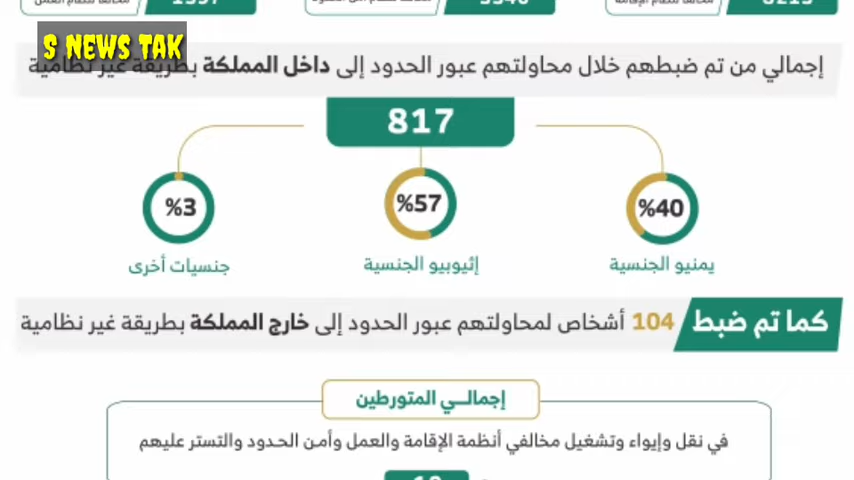 S NEWS TAK
إجمالي من تم ضبطهم خلال محاولتهم عبور الحدود إلى داخل المملكة بطريقة غير نظامية
817
%40
%57
%3
يمنيو الجنسية
إثيوبيو الجنسية
جنسيات أخرى
كما تم ضبط 104 أشخاص لمحاولتهم عبور الحدود إلى خارج المملكة بطريقة غير نظامية
إجمالـــي المتورطين
في نقل وإيواء وتشغيل مخالفي أنظمة الإقامة والعمل وأمن الحدود والتستر عليهم